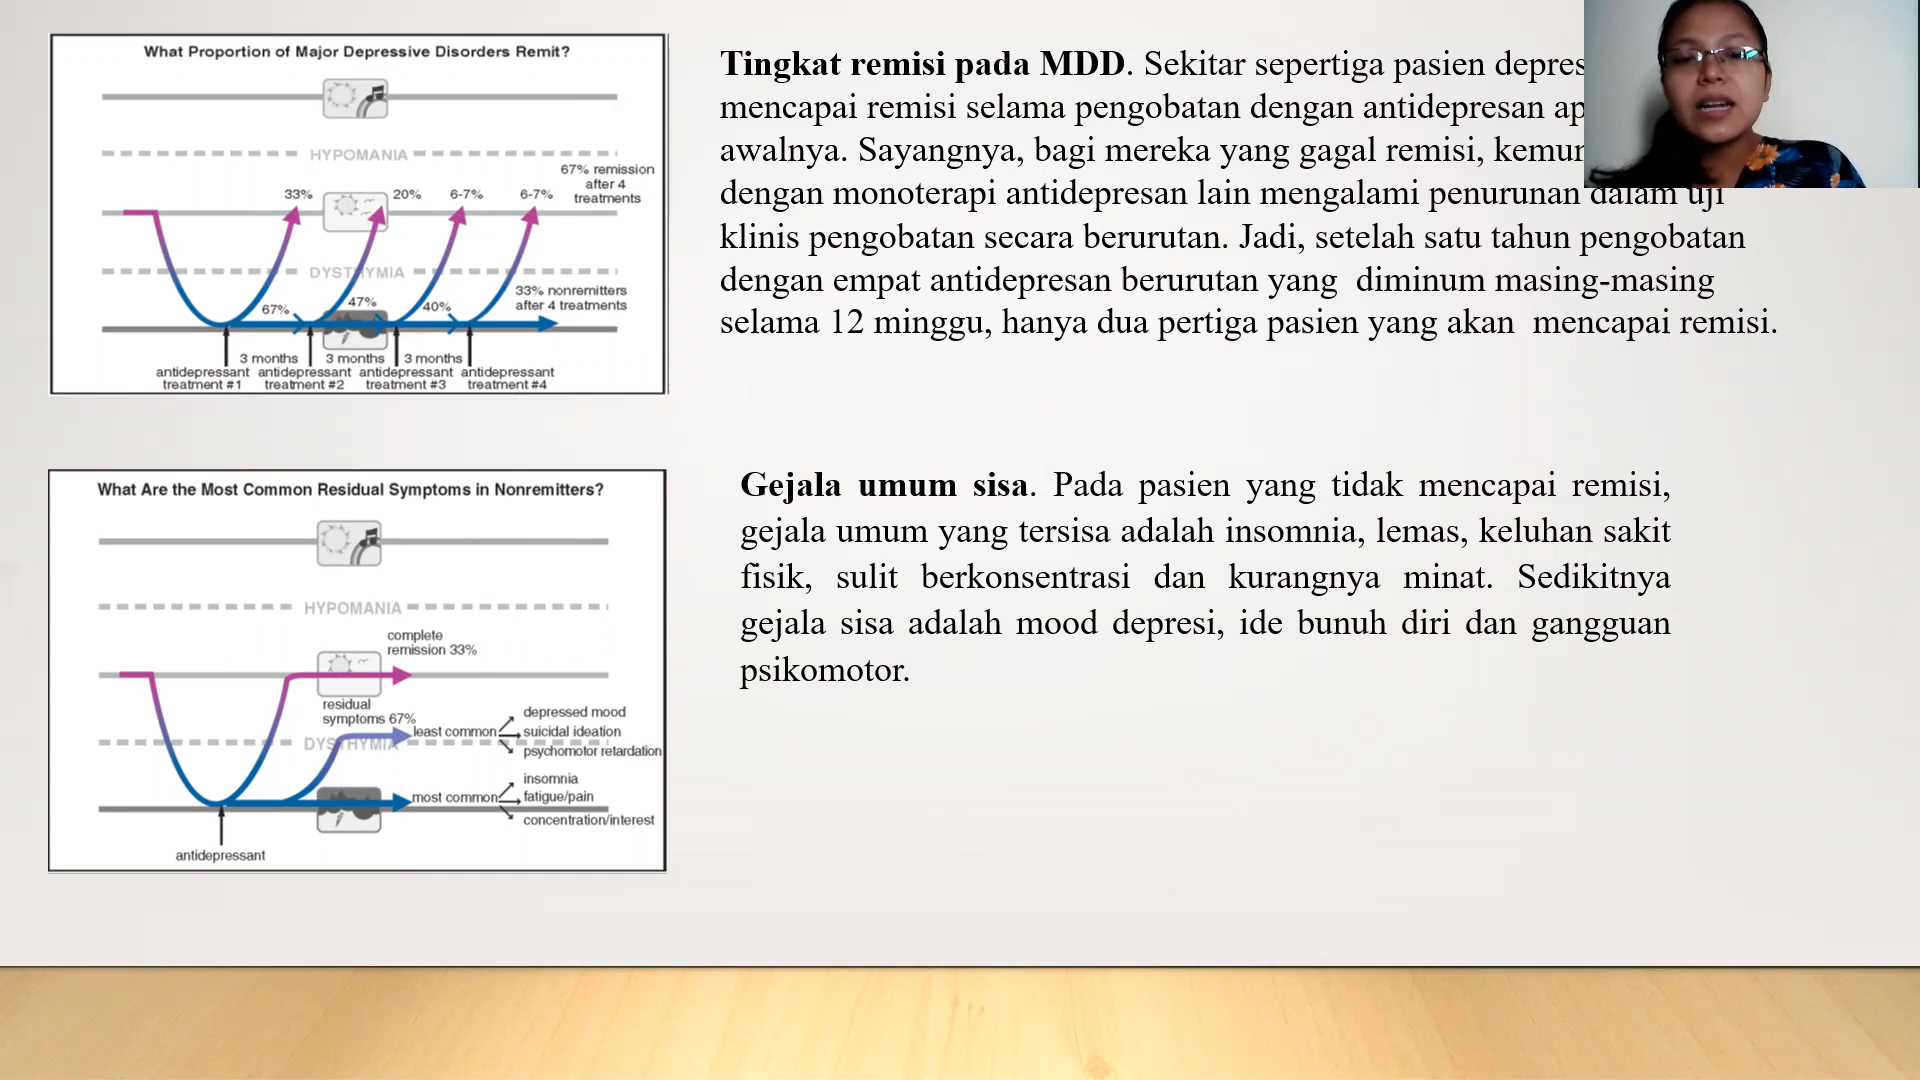 What Proportion of Major Depressive Disorders Remit?
HYPOMANIA
67% remission
after 4
treatments
33%
20%
6-7%
6-7%
DYSTHYMIA
33% nonremitters
after 4 treatments
67%
47%
40%
3 months
3 months
3 months
antidepressant
treatment #1
antidepressant
treatment #2
antidepressant
treatment #3
antidepressant
treatment #4
Tingkat remisi pada MDD. Sekitar sepertiga pasien
mencapai remisi selama pengobatan dengan antidepresan
awalnya. Sayangnya, bagi mereka yang gagal remisi,
dengan monoterapi antidepresan lain mengalami penurunan dalam uji
klinis pengobatan secara berurutan. Jadi, setelah satu tahun pengobatan
dengan empat antidepresan berurutan yang diminum masing-masing
selama 12 minggu, hanya dua pertiga pasien yang akan mencapai remisi.
What Are the Most Common Residual Symptoms in Nonremitters?
HYPOMANIA
complete
remission 33%
residual
symptoms 67%
DYSTHYMIA
least common
depressed mood
suicidal ideation
psychomotor retardation
most common
insomnia
fatigue/pain
concentration/interest
antidepressant
Gejala umum sisa. Pada pasien yang tidak mencapai remisi,
gejala umum yang tersisa adalah insomnia, lemas, keluhan sakit
fisik, sulit berkonsentrasi dan kurangnya minat. Sedikitnya
gejala sisa adalah mood depresi, ide bunuh diri dan gangguan
psikomotor.